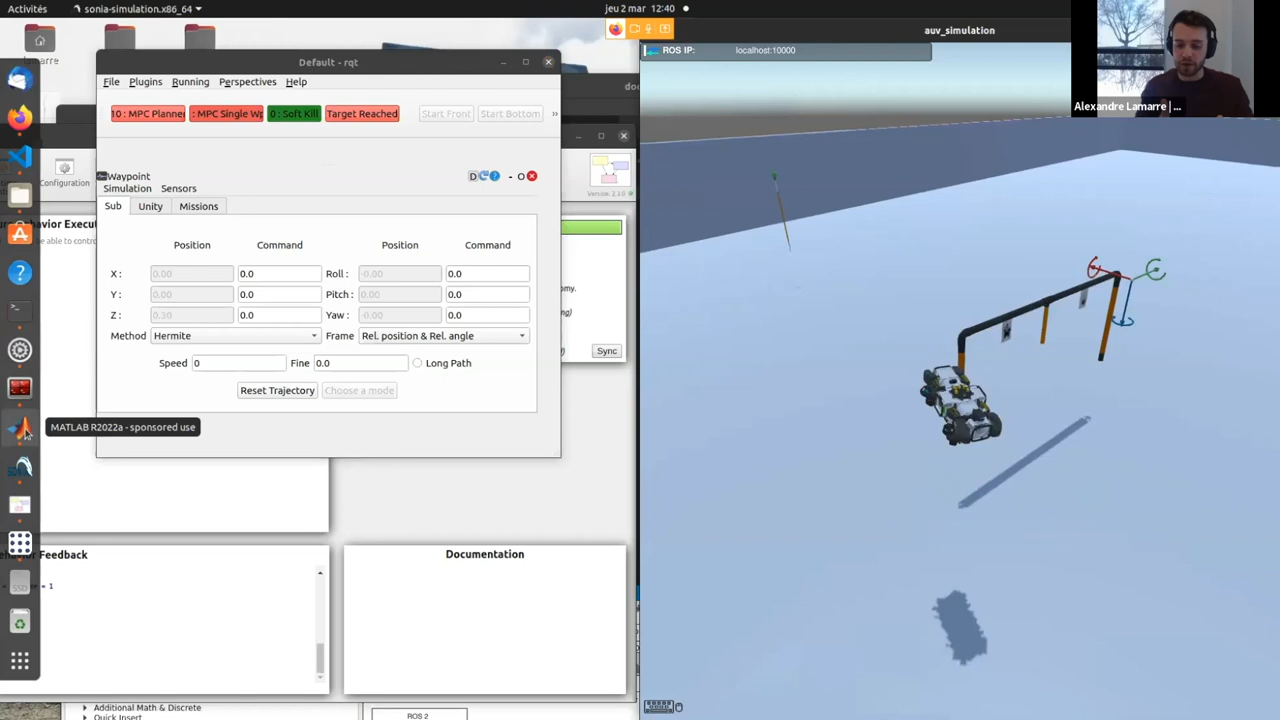 Activités
sonia-simulation.x86_64
jeu 2 mar 12:40
lamarre
Default - rqt
File Plugins Running Perspectives Help
10 : MPC Planner : MPC Single Wp 0 : Soft Kill Target Reached Start Front Start Bottom »
Configuration
Waypoint
Simulation Sensors
Sub Unity Missions
Position Command Position Command
X : 0.00 0.0 Roll : -0.00 0.0
Y : 0.00 0.0 Pitch : 0.00 0.0
Z : 0.30 0.0 Yaw : -0.00 0.0
Method Hermite Frame Rel. position & Rel. angle
Speed 0 Fine 0.0 Long Path
Reset Trajectory Choose a mode
Sync
MATLAB R2022a - sponsored use
SSD
Feedback
= 1
Documentation
Additional Math & Discrete
Quick Insert
ROS 2
auv_simulation
ROS IP: localhost:10000
Alexandre Lamarre | ...